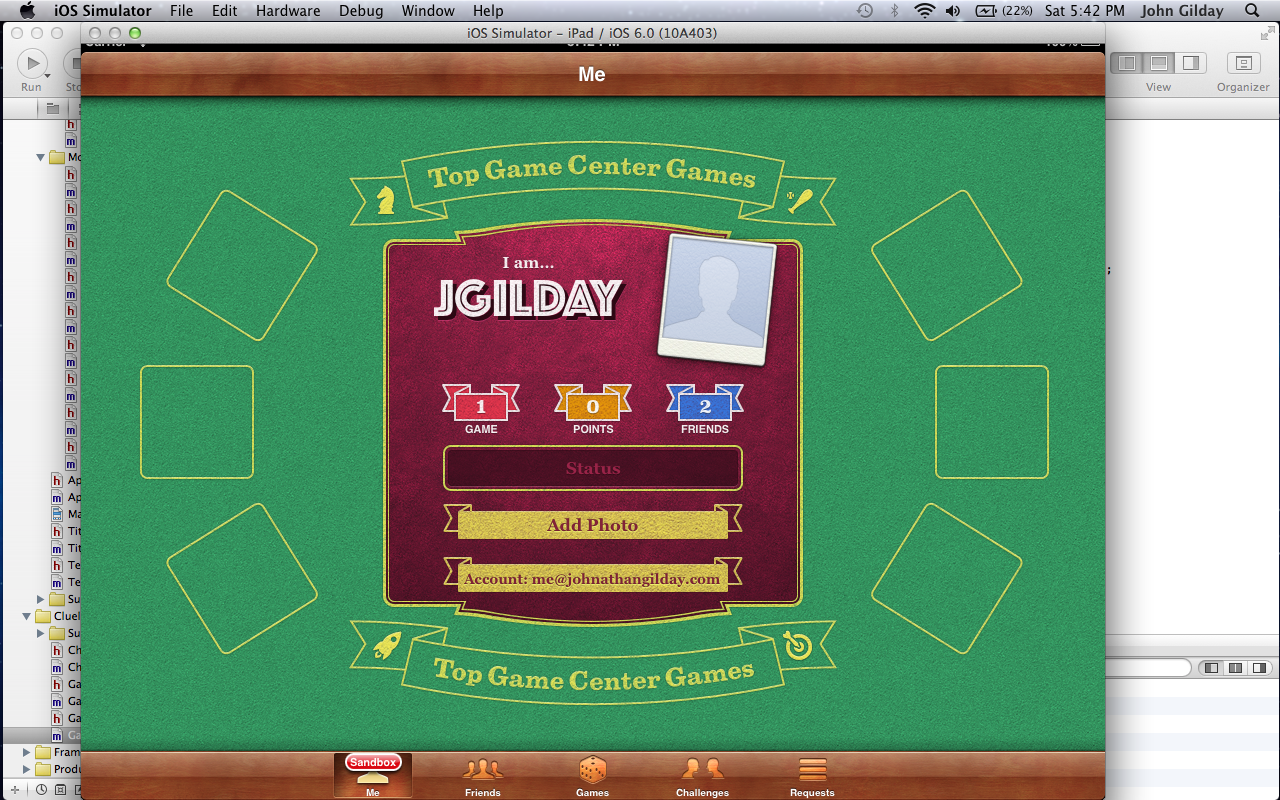 iOS Simulator File Edit Hardware Debug Window Help (22%) Sat 5:42 PM John Gilday
iOS Simulator – iPad / iOS 6.0 (10A403)
Run
View
Organizer
Me
Top Game Center Games
I am...
JGILDAY
1
GAME
0
POINTS
2
FRIENDS
Status
Add Photo
Account: me@johnathangilday.com
Top Game Center Games
Sandbox
Me
Friends
Games
Challenges
Requests